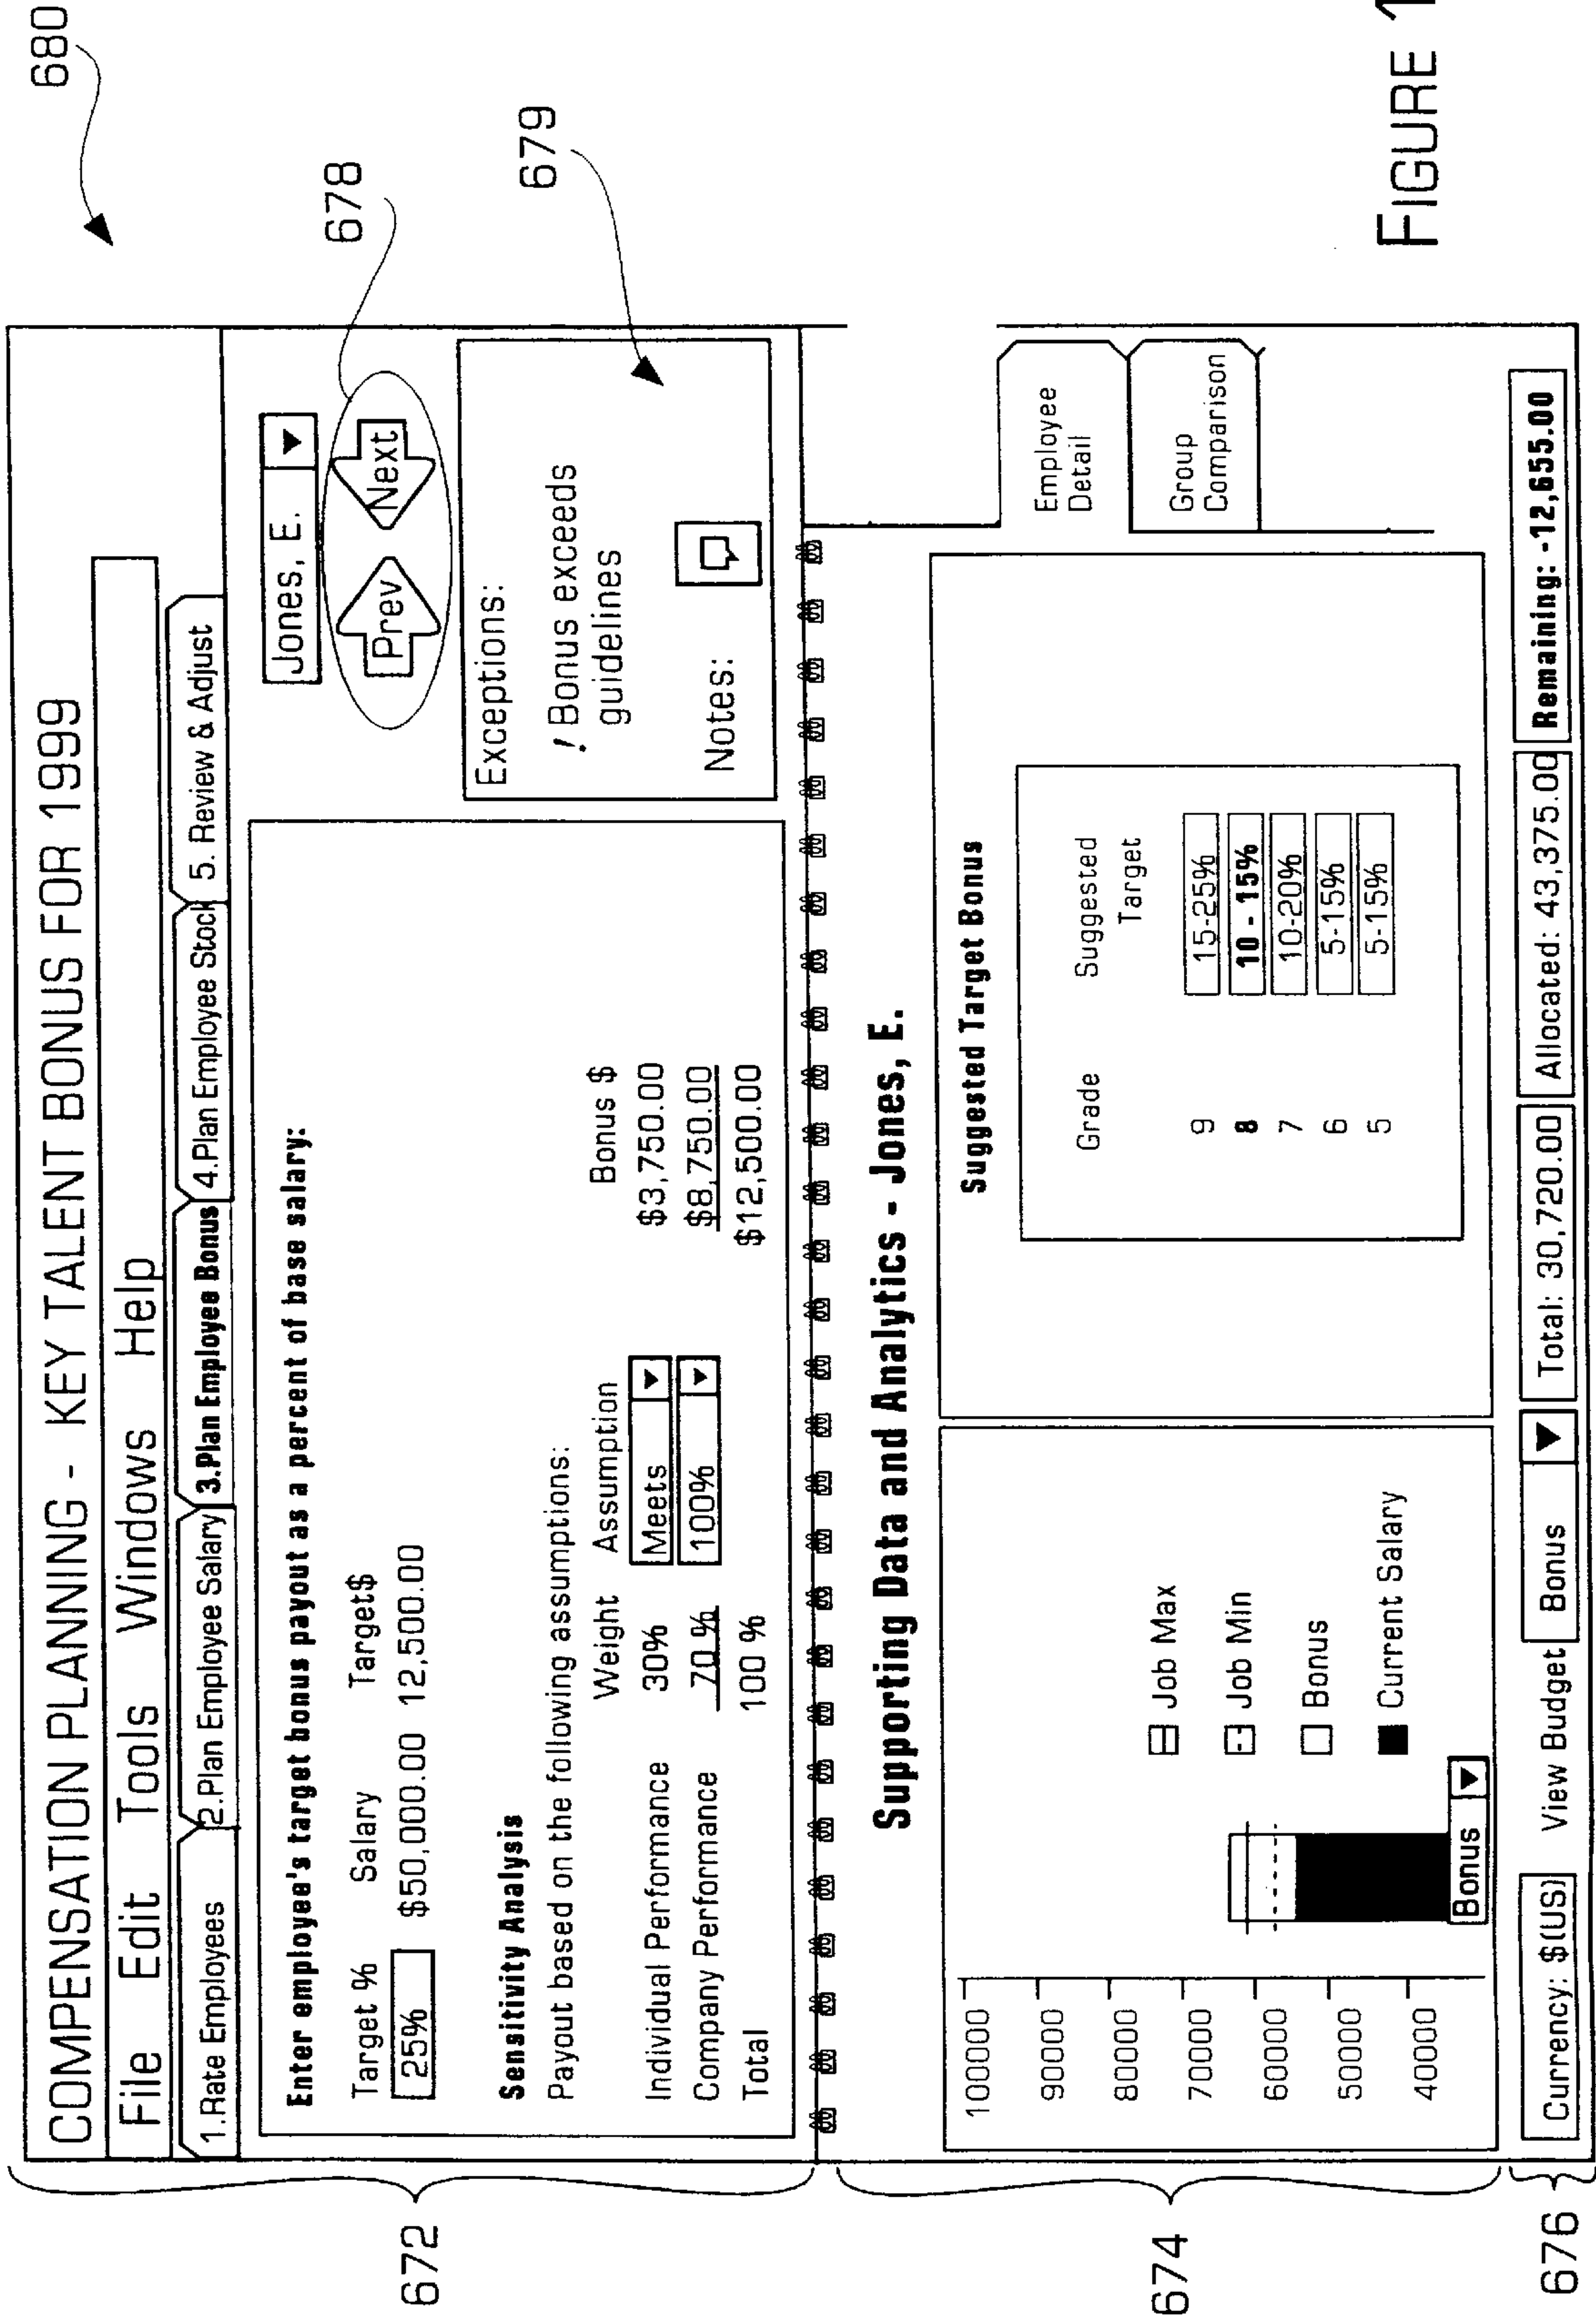 680
COMPENSATION PLANNING - KEY TALENT BONUS FOR 1999
File Edit Tools Windows Help
1.Rate Employees 2.Plan Employee Salary 3.Plan Employee Bonus 4.Plan Employee Stock 5. Review & Adjust
672
Enter employee's target bonus payout as a percent of base salary:
Target % Salary Target$
25% $50,000.00 12,500.00
Sensitivity Analysis
Payout based on the following assumptions:
Weight Assumption Bonus $
Individual Performance 30% Meets $3,750.00
Company Performance 70 % 100% $8,750.00
Total 100 % $12,500.00
Jones, E.
Prev Next
678
Exceptions:
! Bonus exceeds
guidelines
Notes:
679
674
Supporting Data and Analytics - Jones, E.
100000
90000
80000
70000
60000
50000
40000
Job Max
Job Min
Bonus
Current Salary
Bonus
Suggested Target Bonus
Grade Suggested
Target
9 15-25%
8 10 - 15%
7 10-20%
6 5-15%
5 5-15%
Employee
Detail
Group
Comparison
676
Currency: $(US) View Budget Bonus Total: 30,720.00 Allocated: 43,375.00 Remaining: -12,655.00
FIGURE 1